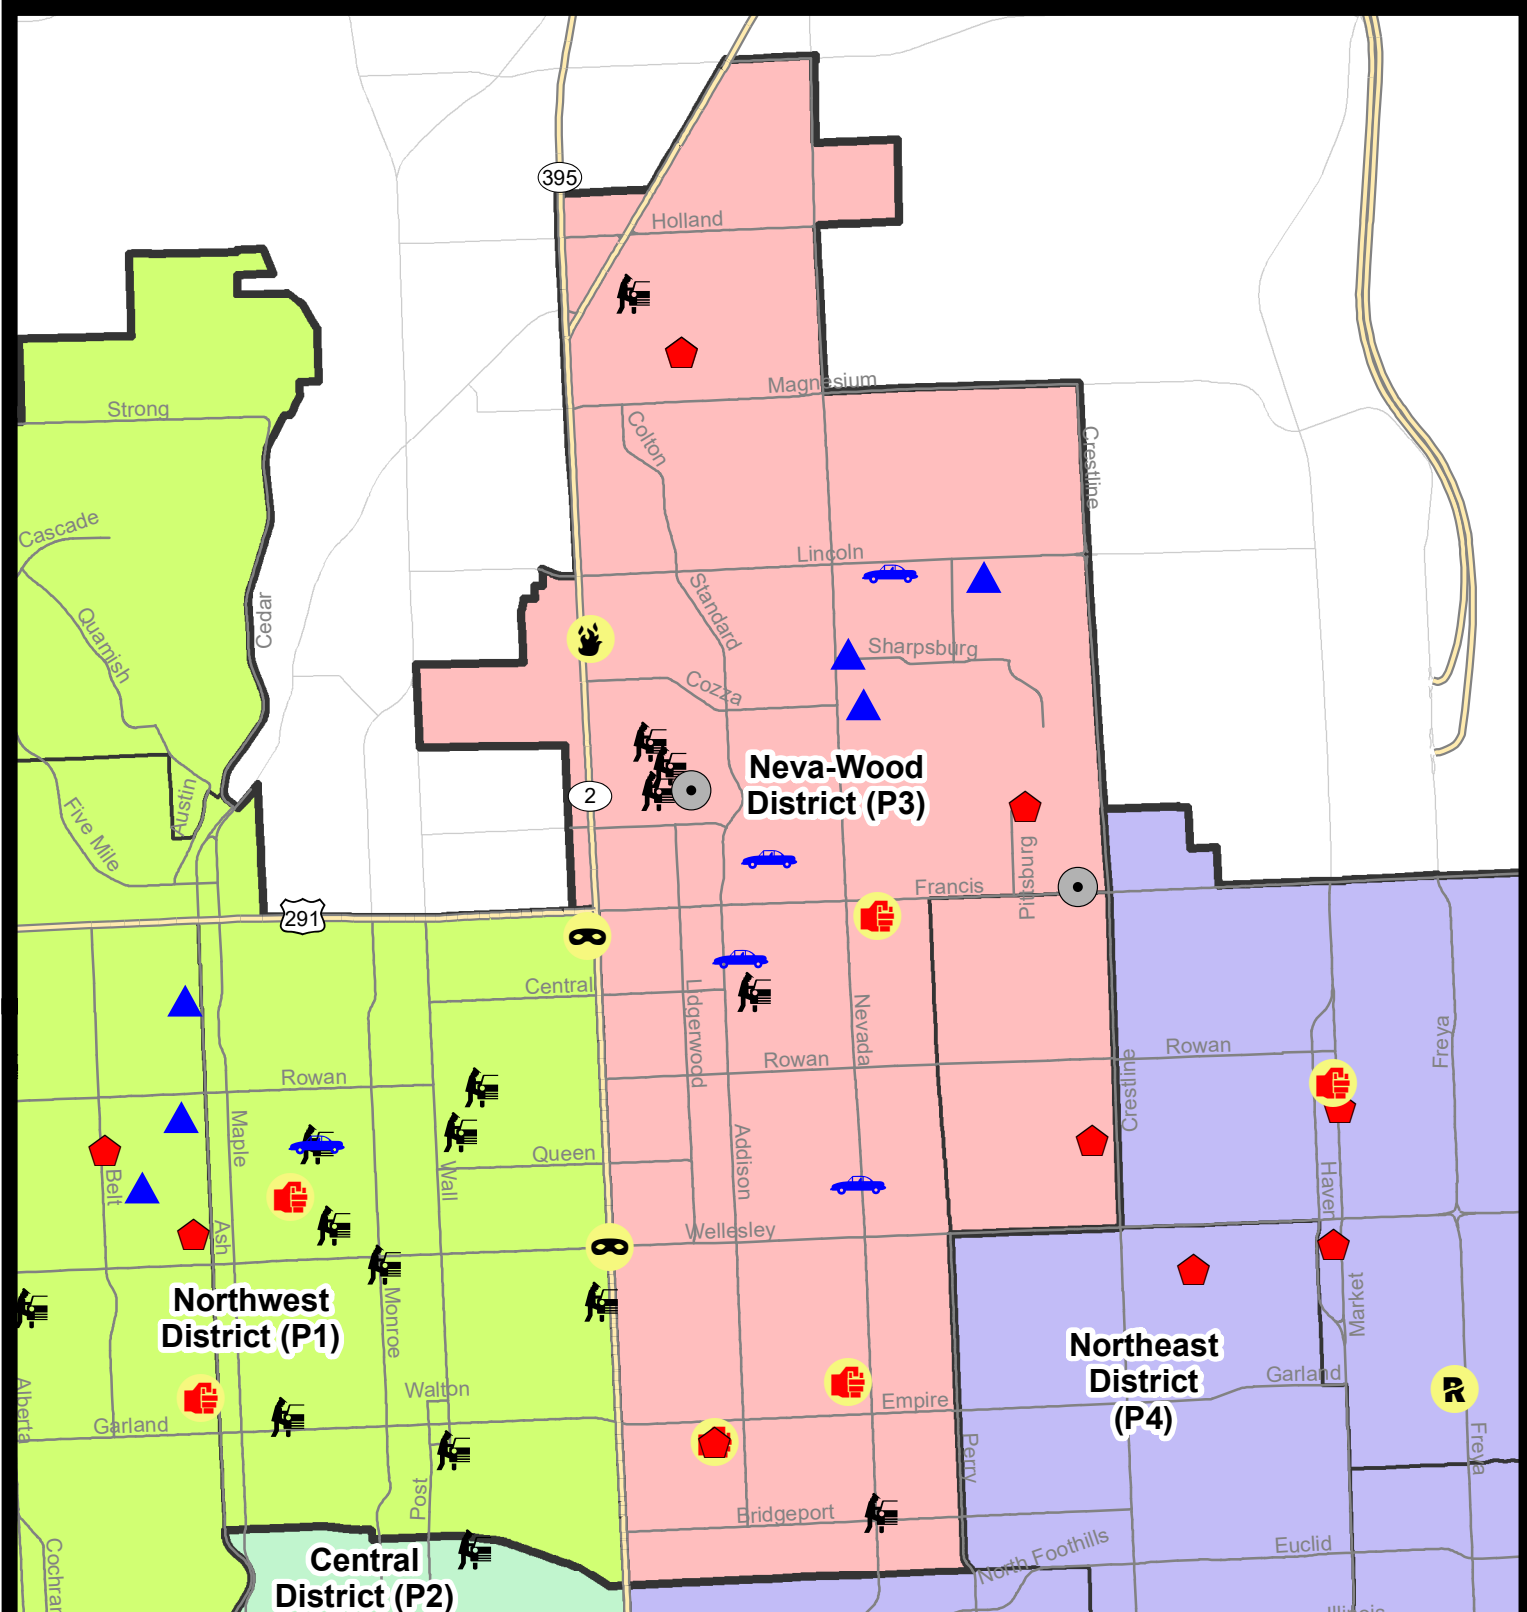 395
Holland
Magnesium
Strong
Colton
Crestline
Cascade
Lincoln
Standard
Cedar
Quamish
Sharpsburg
Cozza
Neva-Wood
District (P3)
2
Austin
Five Mile
Pittsburg
Francis
291
Central
Lidgerwood
Nevada
Freya
Rowan
Rowan
Rowan
Crestline
Maple
Addison
Queen
Wall
Belt
Haven
Ash
Wellesley
Northwest
District (P1)
Monroe
Market
Northeast
District
(P4)
Alberta
Walton
Garland
Garland
Empire
Perry
Freya
Post
Bridgeport
North Foothills
Euclid
Central
District (P2)
Cochran
Illinois